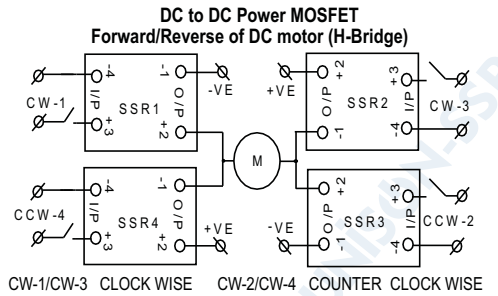 DC to DC Power MOSFET
Forward/Reverse of DC motor (H-Bridge)
-4 -1 -VE +VE +2 +3
CW-1 I/P SSR1 O/P O/P SSR2 I/P CW-3
+3 +2 -1 -4
M
-4 -1 +2 +3
CCW-4 I/P SSR4 O/P O/P SSR3 I/P CCW-2
+3 +2 +VE -VE -1 -4
CW-1/CW-3 CLOCK WISE CW-2/CW-4 COUNTER CLOCK WISE
UNISON-SSR